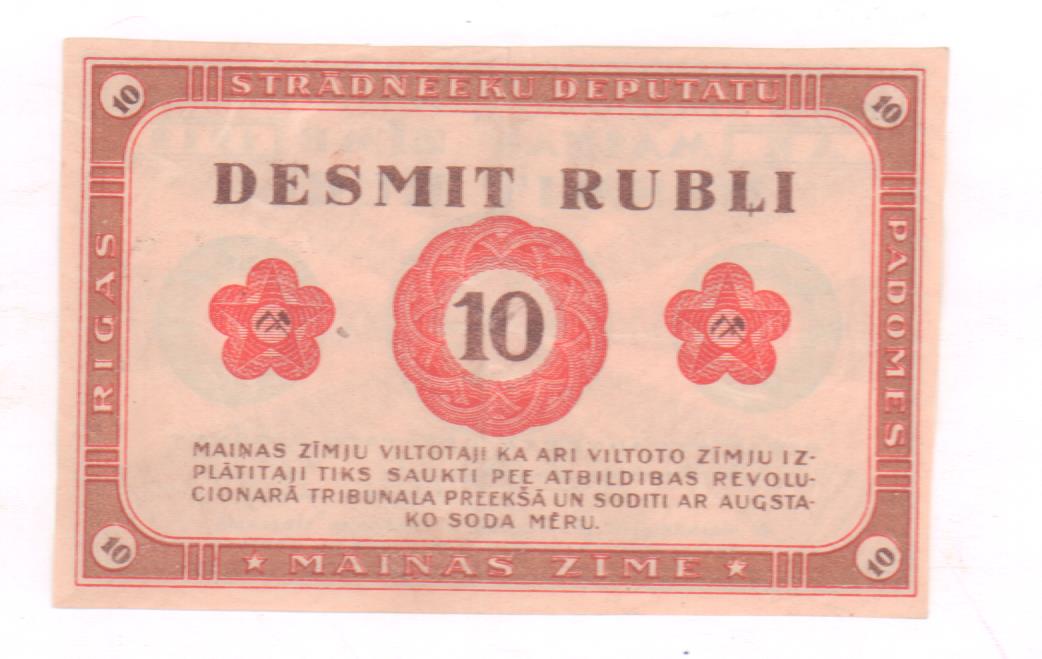 10 STRĀDNEEKU DEPUTATU 10
DESMIT RUBĻI
RIGAS
PADOMES
10
MAIŅAS ZĪMJU VILTOTAJI KA ARI VILTOTO ZĪMJU IZ-
PLĀTITAJI TIKS SAUKTI PEE ATBILDIBAS REVOLU-
CIONARĀ TRIBUNALA PREEKŠĀ UN SODITI AR AUGSTA-
KO SODA MĒRU.
10 ★ MAIŅAS ZĪME ★ 10